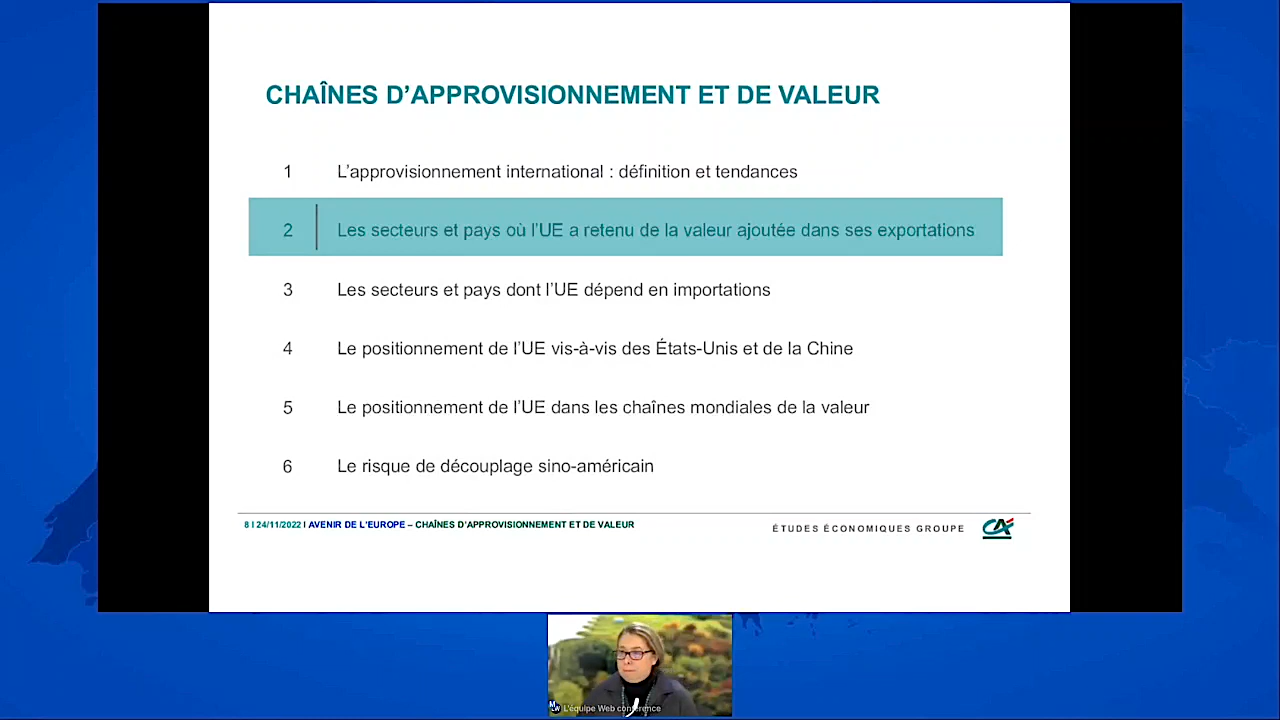 CHAÎNES D'APPROVISIONNEMENT ET DE VALEUR
1 L'approvisionnement international : définition et tendances
2 Les secteurs et pays où l'UE a retenu de la valeur ajoutée dans ses exportations
3 Les secteurs et pays dont l'UE dépend en importations
4 Le positionnement de l'UE vis-à-vis des États-Unis et de la Chine
5 Le positionnement de l'UE dans les chaînes mondiales de la valeur
6 Le risque de découplage sino-américain
8 I 24/11/2022 I AVENIR DE L'EUROPE – CHAÎNES D'APPROVISIONNEMENT ET DE VALEUR
ÉTUDES ÉCONOMIQUES GROUPE
CA
L'équipe Web conférence